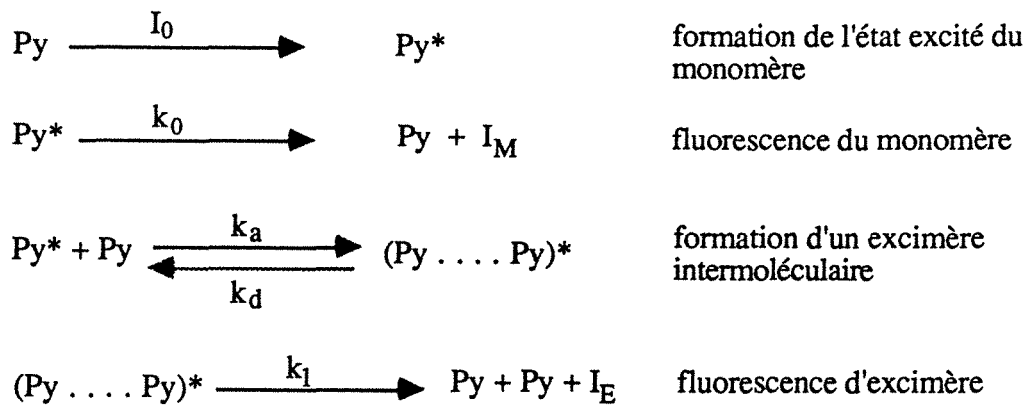 I0
Py Py* formation de l'état excité du
monomère
k0
Py* Py + IM fluorescence du monomère
ka
Py* + Py (Py . . . . Py)* formation d'un excimère
intermoléculaire
kd
k1
(Py . . . . Py)* Py + Py + IE fluorescence d'excimère